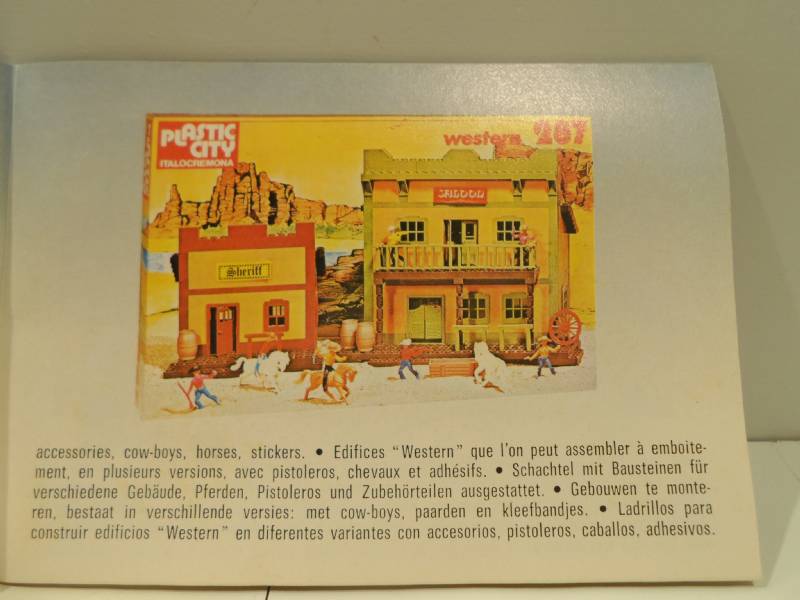 PLASTIC
CITY
ITALOCREMONA
western 267
SALOON
Sheriff
accessories, cow-boys, horses, stickers. • Edifices “Western” que l'on peut assembler à emboite-
ment, en plusieurs versions, avec pistoleros, chevaux et adhésifs. • Schachtel mit Bausteinen für
verschiedene Gebäude, Pferden, Pistoleros und Zubehörteilen ausgestattet. • Gebouwen te monte-
ren, bestaat in verschillende versies: met cow-boys, paarden en kleefbandjes. • Ladrillos para
construir edificios “Western” en diferentes variantes con accesorios, pistoleros, caballos, adhesivos.